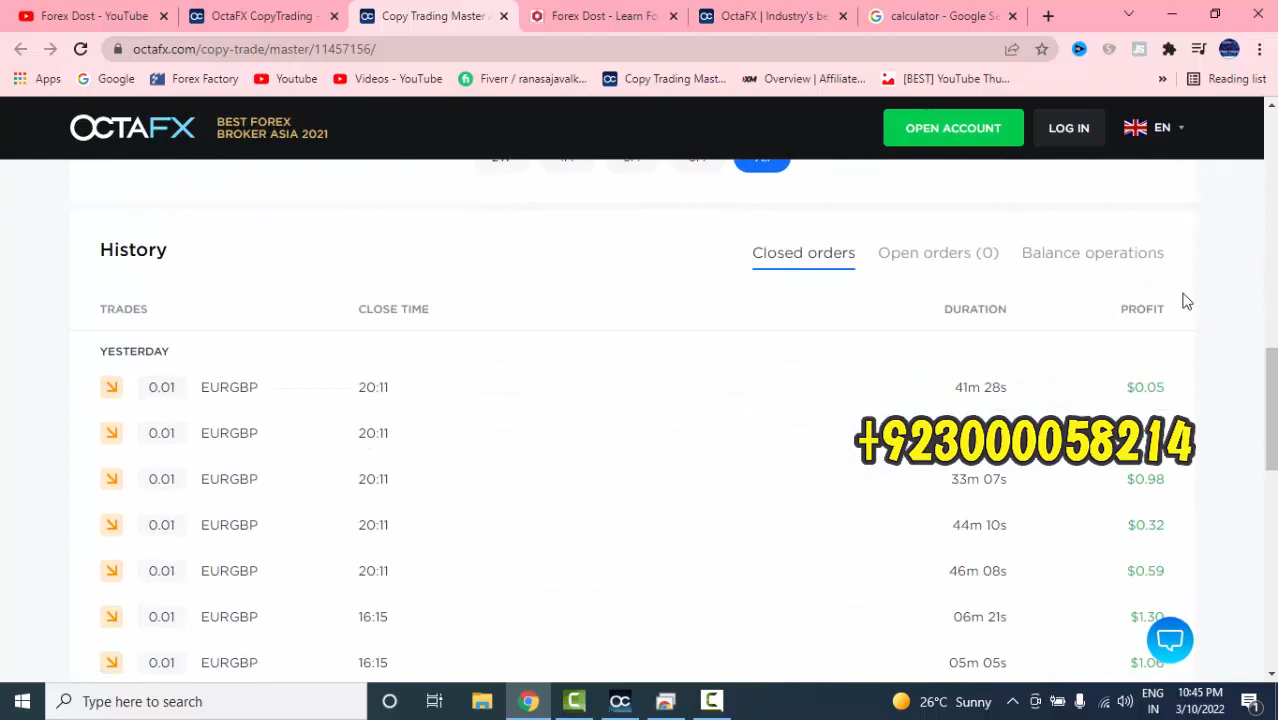 Forex Dost - YouTube
OctaFX CopyTrading -
Copy Trading Master A
Forex Dost - Learn Fo
OctaFX | Industry's be
calculator - Google Se
octafx.com/copy-trade/master/11457156/
Apps
Google
Forex Factory
Youtube
Videos - YouTube
Fiverr / ranasajavalk...
Copy Trading Mast...
Overview | Affiliate...
[BEST] YouTube Thu...
Reading list
OCTAFX
BEST FOREX
BROKER ASIA 2021
OPEN ACCOUNT
LOG IN
EN
History
Closed orders
Open orders (0)
Balance operations
TRADES CLOSE TIME DURATION PROFIT
YESTERDAY
0.01 EURGBP 20:11 41m 28s $0.05
0.01 EURGBP 20:11
+923000058214
0.01 EURGBP 20:11 33m 07s $0.98
0.01 EURGBP 20:11 44m 10s $0.32
0.01 EURGBP 20:11 46m 08s $0.59
0.01 EURGBP 16:15 06m 21s $1.30
0.01 EURGBP 16:15 05m 05s $1.06
Type here to search
26°C Sunny
ENG
IN
10:45 PM
3/10/2022
1